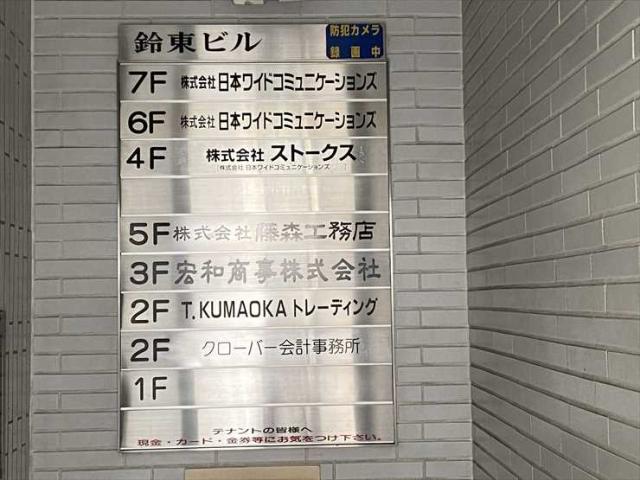 鈴東ビル
防犯カメラ
録画中
7F 株式会社 日本ワイドコミュニケーションズ
6F 株式会社 日本ワイドコミュニケーションズ
4F 株式会社 ストークス
[株式会社 日本ワイドコミュニケーションズ]
5F 株式会社 藤森工務店
3F 宏和商事株式会社
2F T.KUMAOKAトレーディング
2F クローバー会計事務所
1F
テナントの皆様へ
現金・カード・金券等にお気をつけ下さい。